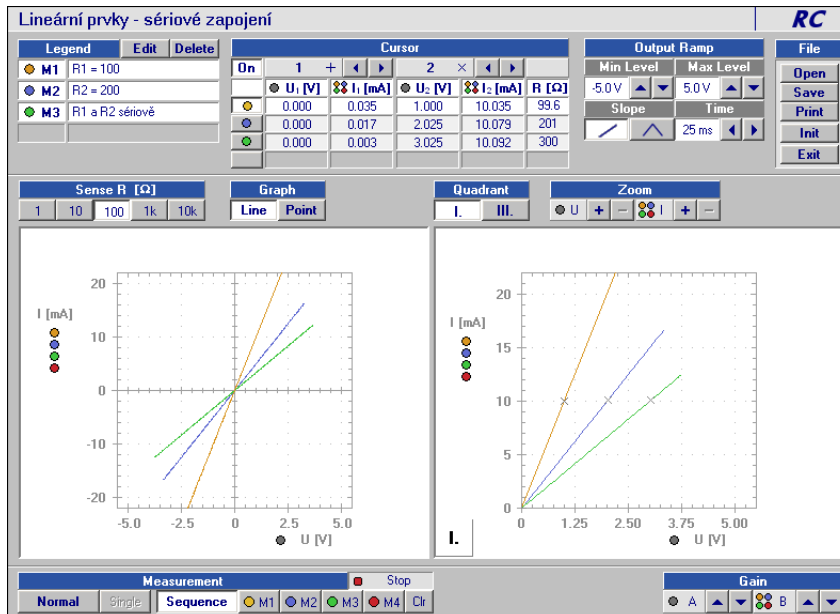 Lineární prvky - sériové zapojení
RC
Legend Edit Delete
M1 R1 = 100
M2 R2 = 200
M3 R1 a R2 sériově
Cursor
On 1 + 2 ×
U₁ [V] I₁ [mA] U₂ [V] I₂ [mA] R [Ω]
0.000 0.035 1.000 10.035 99.6
0.000 0.017 2.025 10.079 201
0.000 0.003 3.025 10.092 300
Output Ramp
Min Level Max Level
-5.0 V 5.0 V
Slope Time
25 ms
File
Open
Save
Print
Init
Exit
Sense R [Ω]
1 10 100 1k 10k
Graph
Line Point
Quadrant
I. III.
Zoom
U + − I + −
I [mA]
20
10
0
-10
-20
-5.0 -2.5 0 2.5 5.0
U [V]
I [mA]
20
15
10
5
0
0 1.25 2.50 3.75 5.00
U [V]
I.
Measurement
Stop
Normal Single Sequence M1 M2 M3 M4 Clr
Gain
A B